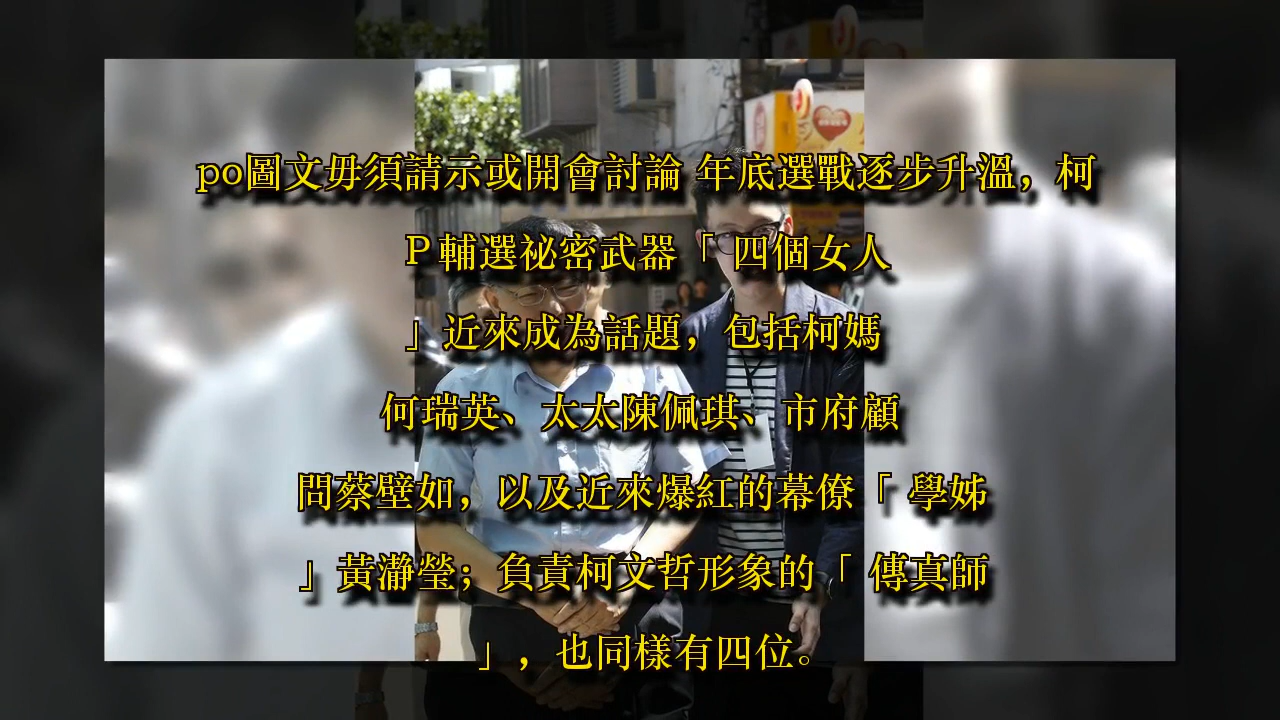 po圖文毋須請示或開會討論 年底選戰逐步升溫，柯
Ｐ輔選祕密武器「 四個女人
」近來成為話題，包括柯媽
何瑞英、太太陳佩琪、市府顧
問蔡壁如，以及近來爆紅的幕僚「 學姊
」黃瀞瑩；負責柯文哲形象的「 傳真師
」，也同樣有四位。